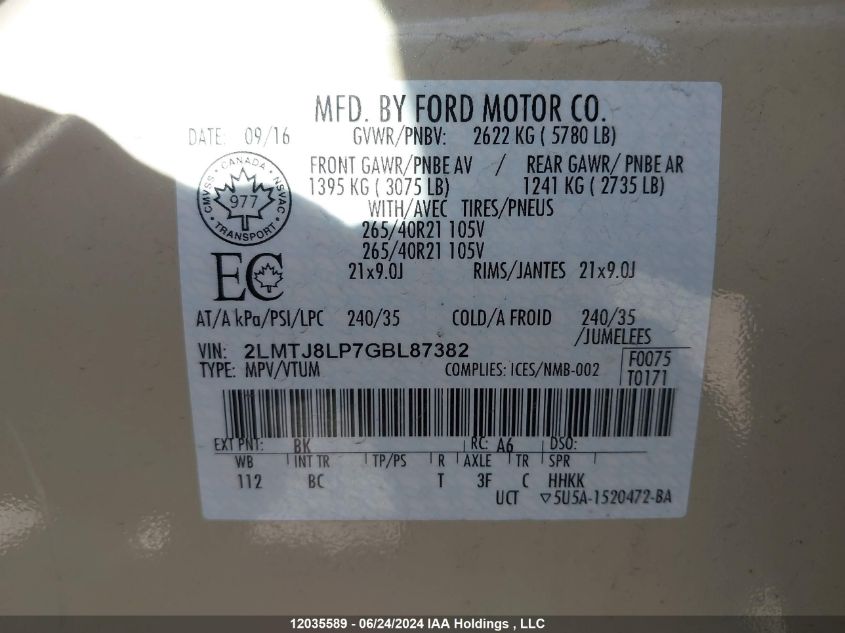 MFD. BY FORD MOTOR CO.
DATE: 09/16 GVWR/PNBV: 2622 KG ( 5780 LB)
FRONT GAWR/PNBE AV / REAR GAWR/ PNBE AR
1395 KG ( 3075 LB) 1241 KG ( 2735 LB)
WITH/AVEC TIRES/PNEUS
265/40R21 105V
265/40R21 105V
21x9.0J RIMS/JANTES 21x9.0J
CANADA
CMVSS NSVAC
977
TRANSPORT
EC
AT/A kPa/PSI/LPC 240/35 COLD/A FROID 240/35
/JUMELEES
VIN: 2LMTJ8LP7GBL87382
TYPE: MPV/VTUM COMPLIES: ICES/NMB-002
F0075
T0171
EXT PNT: BK RC: A6 DSO:
WB INT TR TP/PS R AXLE TR SPR
112 BC T 3F C HHKK
UCT ▽5U5A-1520472-BA
12035589 - 06/24/2024 IAA Holdings , LLC